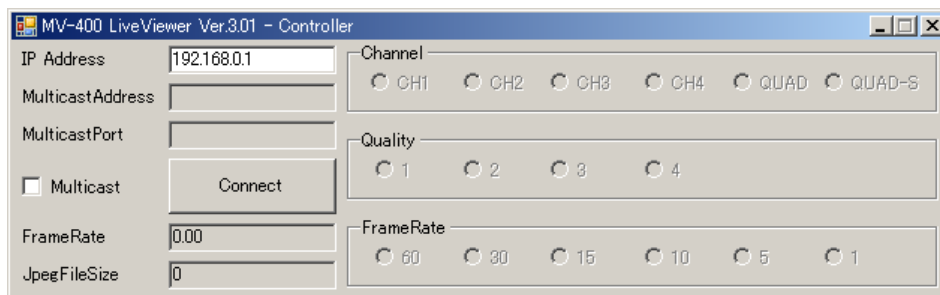 MV-400 LiveViewer Ver.3.01 - Controller
IP Address 192.168.0.1
MulticastAddress
MulticastPort
Multicast Connect
FrameRate 0.00
JpegFileSize 0
Channel
CH1 CH2 CH3 CH4 QUAD QUAD-S
Quality
1 2 3 4
FrameRate
60 30 15 10 5 1